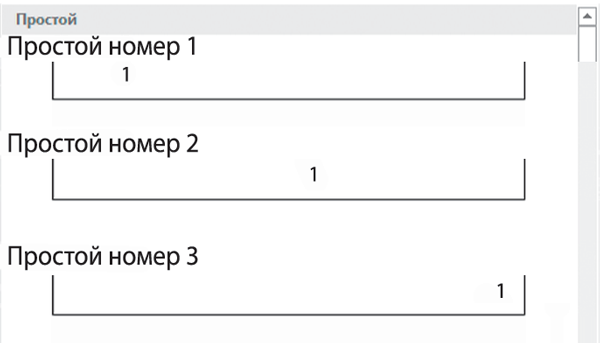 Простой
Простой номер 1
1
Простой номер 2
1
Простой номер 3
1